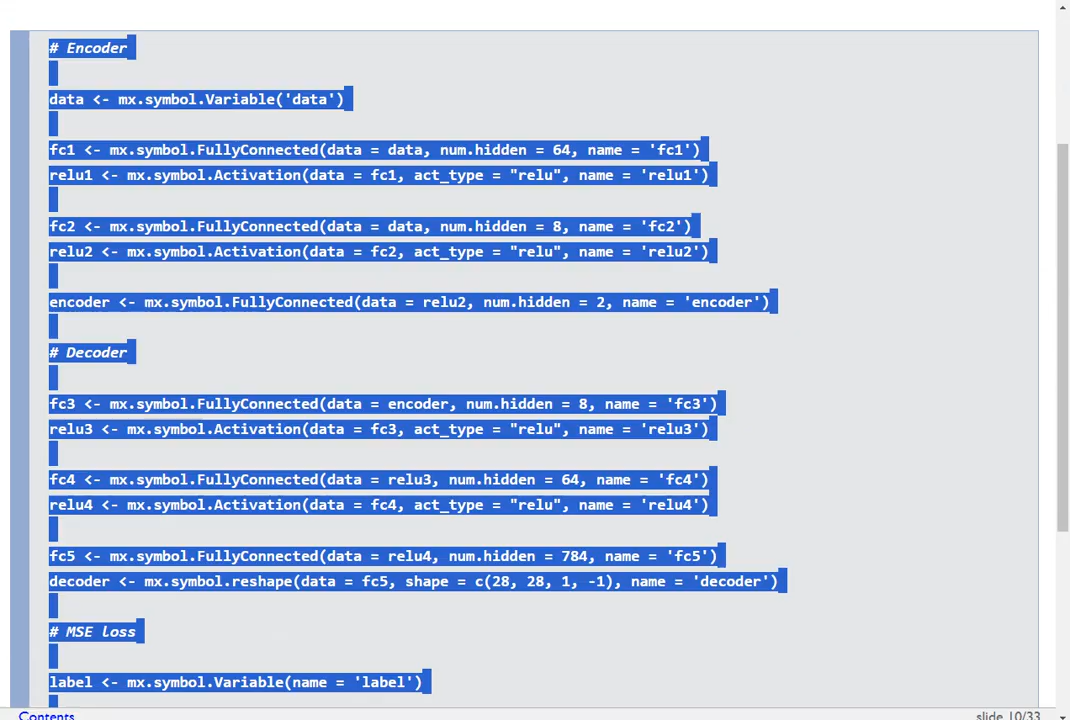 # Encoder
data <- mx.symbol.Variable('data')
fc1 <- mx.symbol.FullyConnected(data = data, num.hidden = 64, name = 'fc1')
relu1 <- mx.symbol.Activation(data = fc1, act_type = "relu", name = 'relu1')
fc2 <- mx.symbol.FullyConnected(data = data, num.hidden = 8, name = 'fc2')
relu2 <- mx.symbol.Activation(data = fc2, act_type = "relu", name = 'relu2')
encoder <- mx.symbol.FullyConnected(data = relu2, num.hidden = 2, name = 'encoder')
# Decoder
fc3 <- mx.symbol.FullyConnected(data = encoder, num.hidden = 8, name = 'fc3')
relu3 <- mx.symbol.Activation(data = fc3, act_type = "relu", name = 'relu3')
fc4 <- mx.symbol.FullyConnected(data = relu3, num.hidden = 64, name = 'fc4')
relu4 <- mx.symbol.Activation(data = fc4, act_type = "relu", name = 'relu4')
fc5 <- mx.symbol.FullyConnected(data = relu4, num.hidden = 784, name = 'fc5')
decoder <- mx.symbol.reshape(data = fc5, shape = c(28, 28, 1, -1), name = 'decoder')
# MSE loss
label <- mx.symbol.Variable(name = 'label')
Contents
slide 10/33